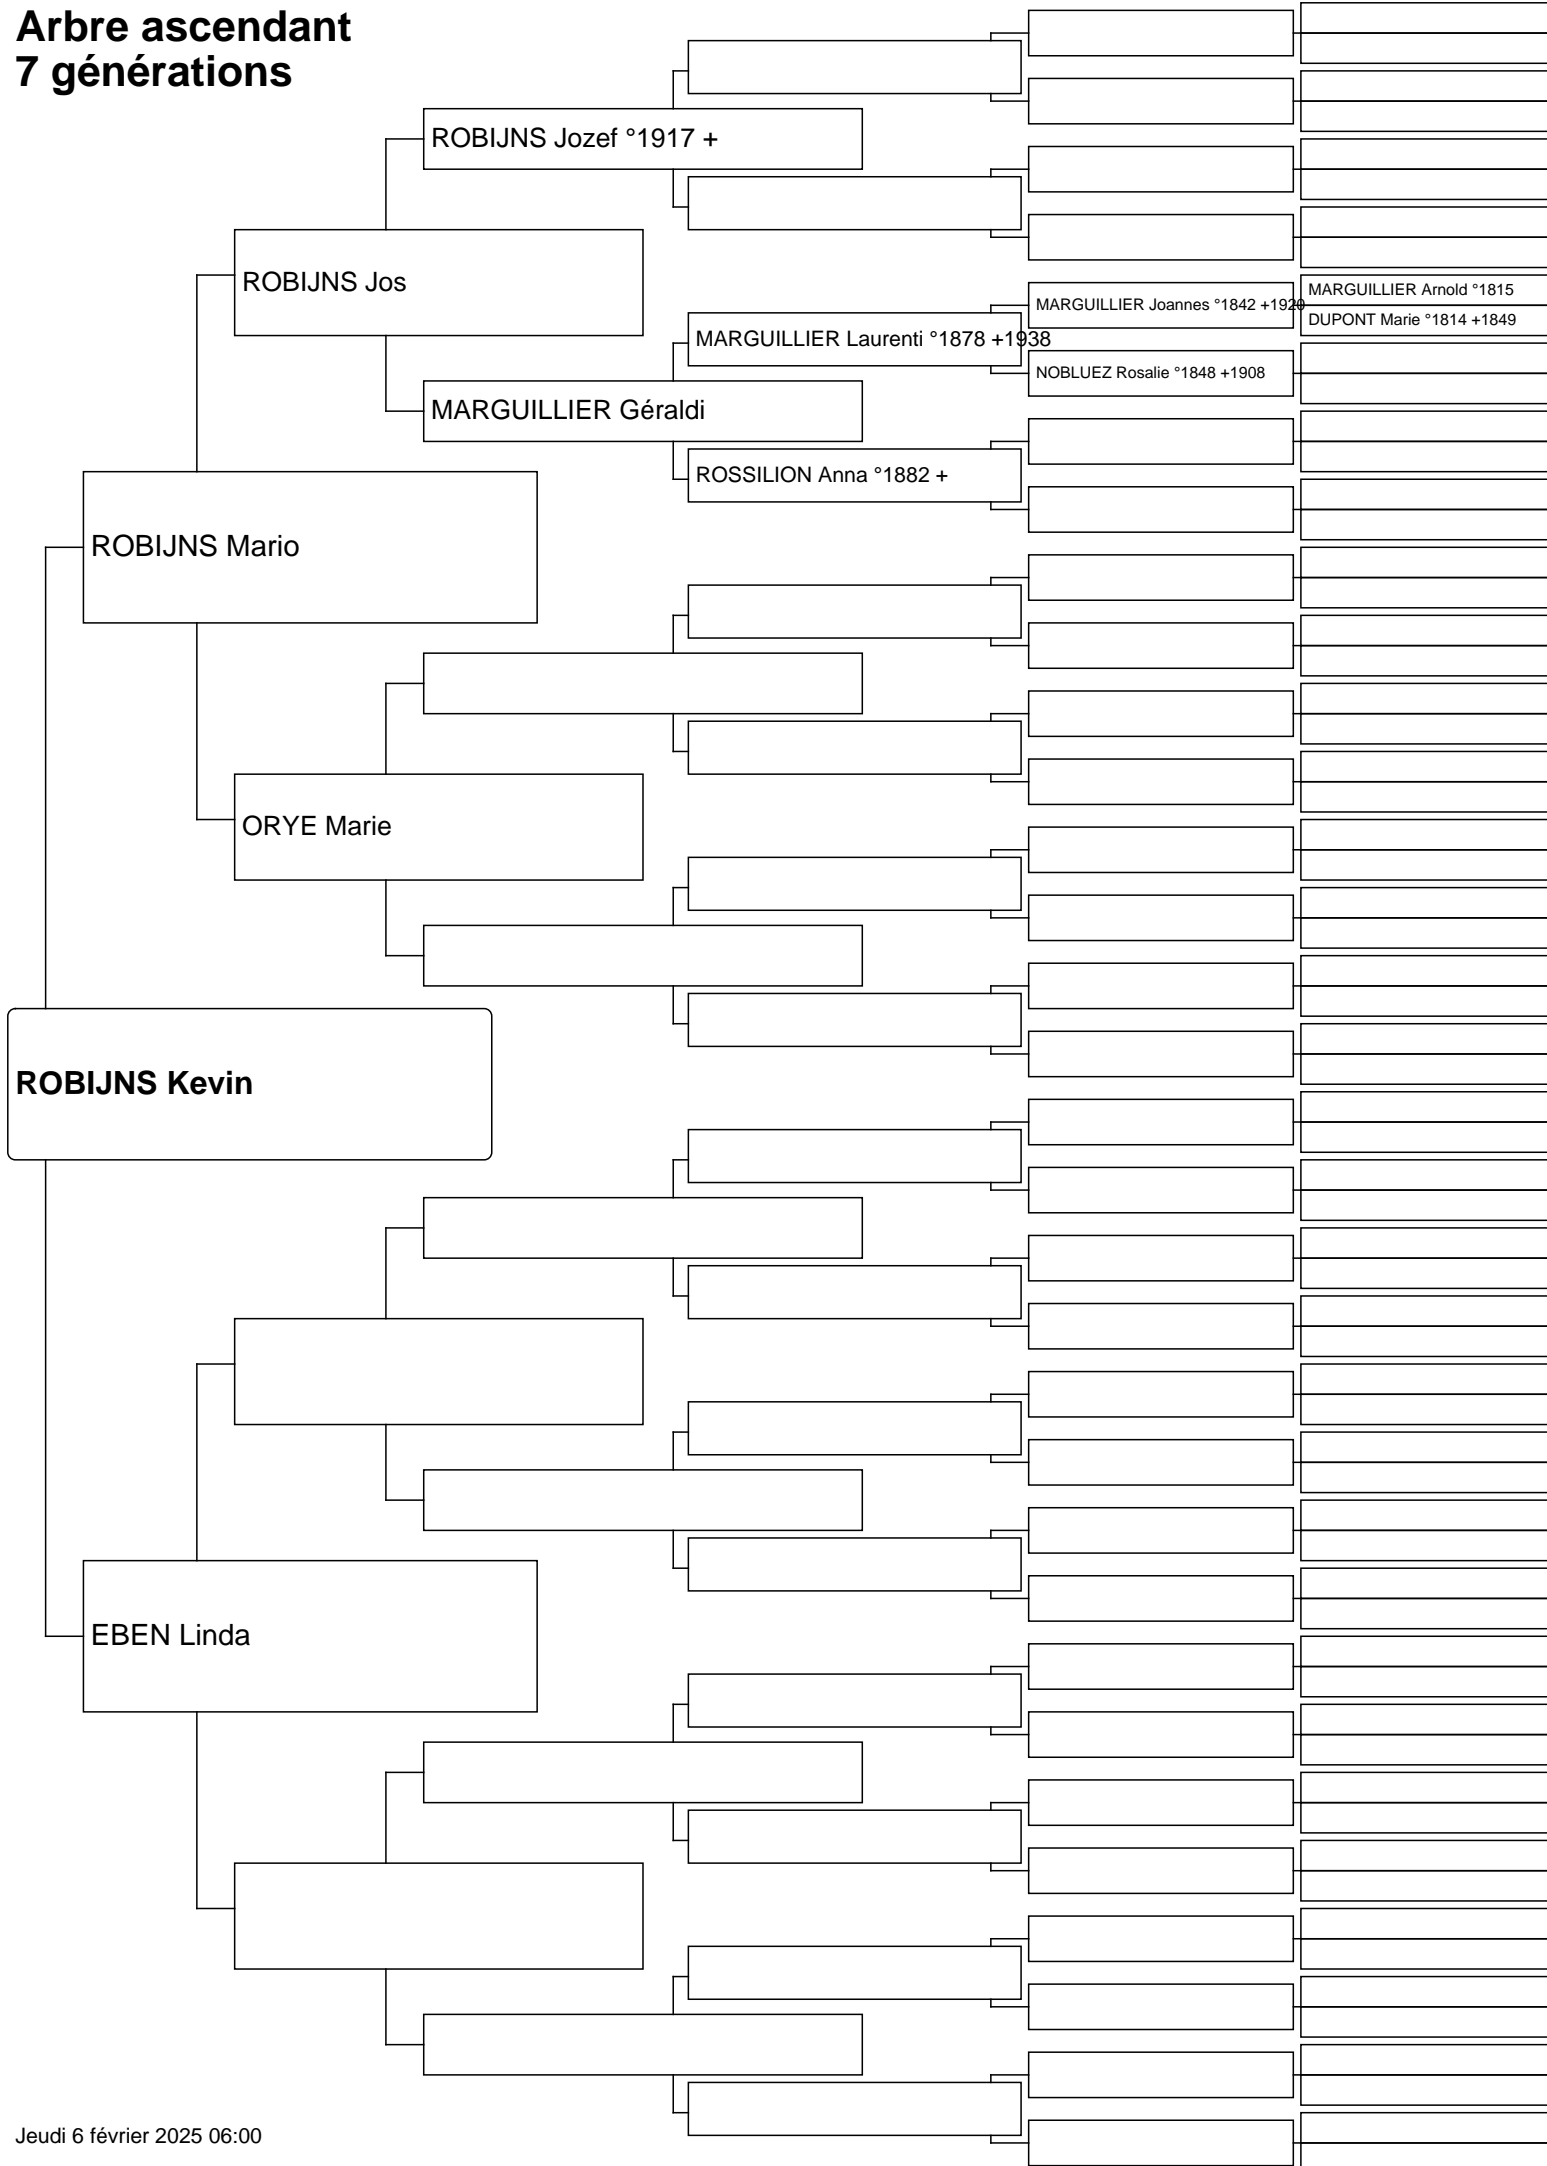 Arbre ascendant
7 générations
ROBIJNS Jozef °1917 +
ROBIJNS Jos
MARGUILLIER Joannes °1842 +1920
MARGUILLIER Arnold °1815
DUPONT Marie °1814 +1849
MARGUILLIER Laurenti °1878 +1938
NOBLUEZ Rosalie °1848 +1908
MARGUILLIER Géraldi
ROSSILION Anna °1882 +
ROBIJNS Mario
ORYE Marie
ROBIJNS Kevin
EBEN Linda
Jeudi 6 février 2025 06:00